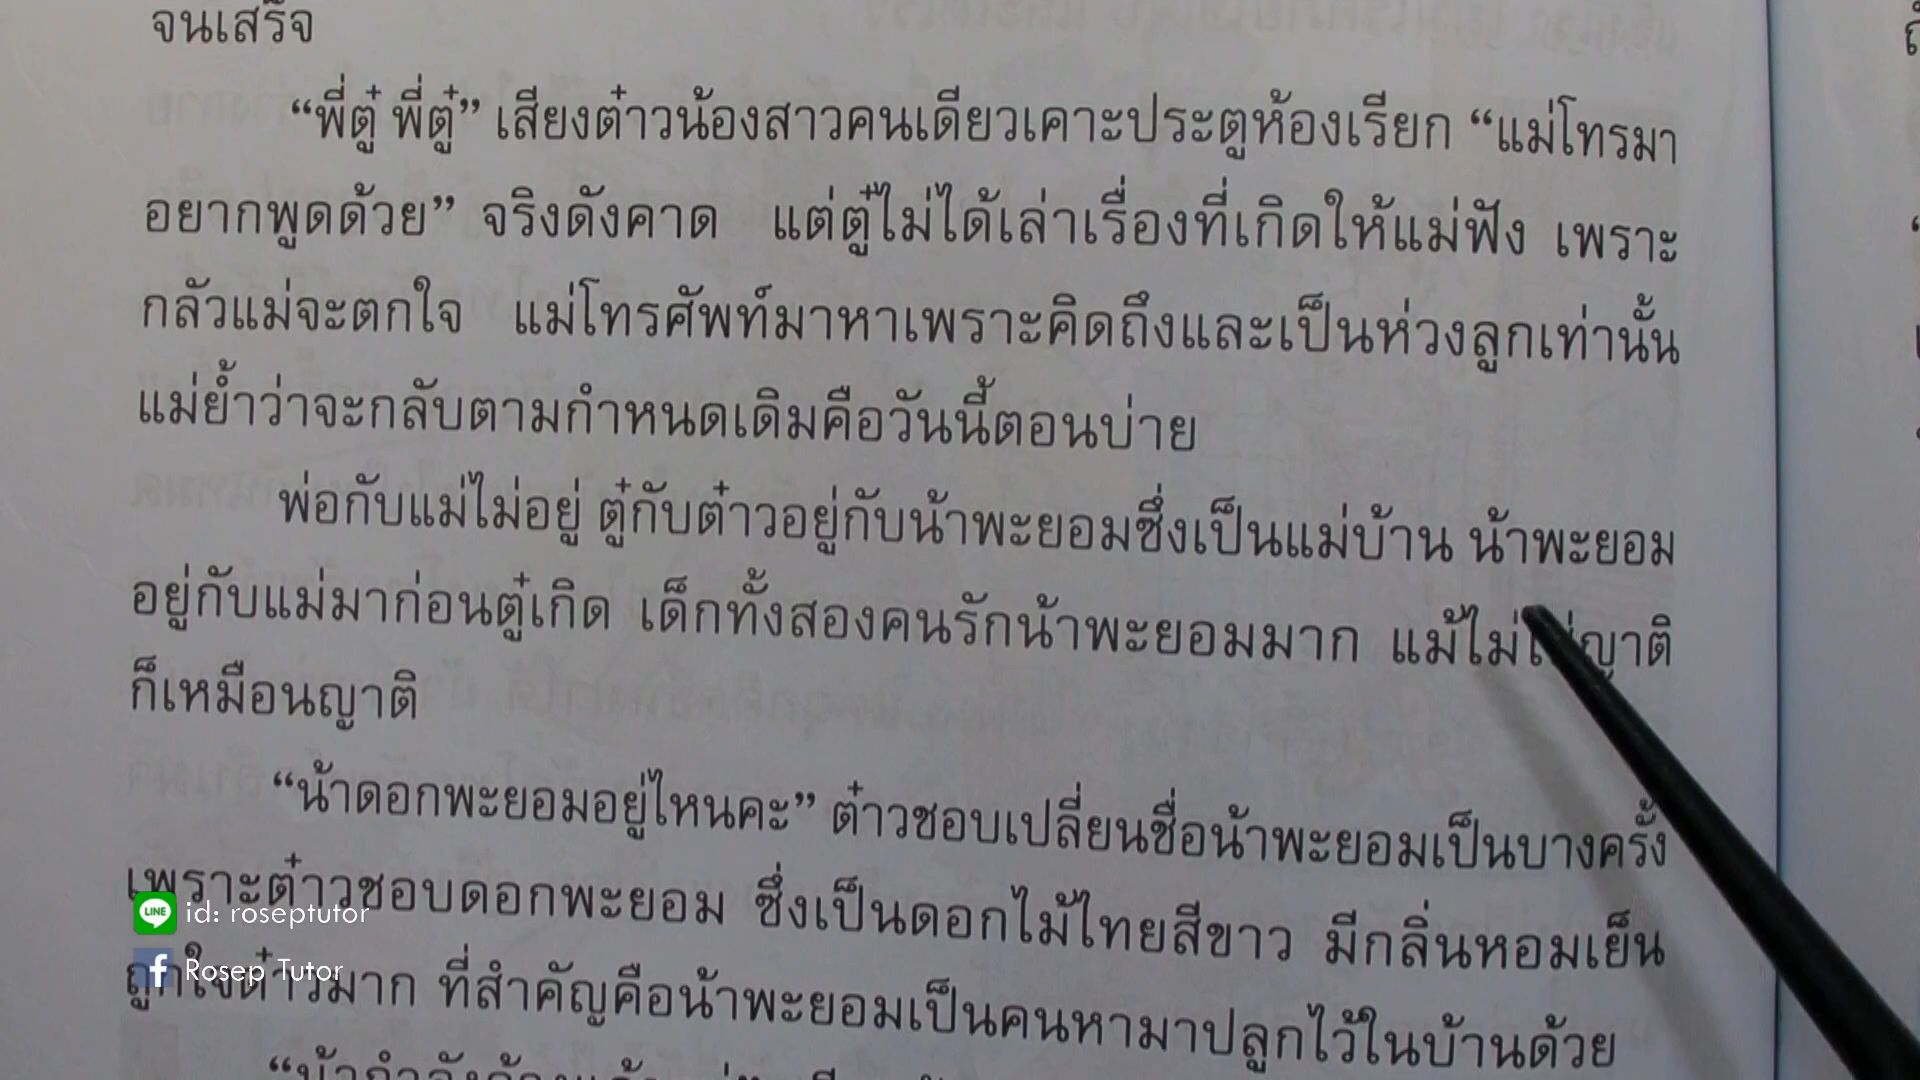 จนเสร็จ
“พี่ตู๋ พี่ตู๋” เสียงต๋าวน้องสาวคนเดียวเคาะประตูห้องเรียก “แม่โทรมา
อยากพูดด้วย” จริงดังคาด แต่ตู๋ไม่ได้เล่าเรื่องที่เกิดให้แม่ฟัง เพราะ
กลัวแม่จะตกใจ แม่โทรศัพท์มาหาเพราะคิดถึงและเป็นห่วงลูกเท่านั้น
แม่ย้ำว่าจะกลับตามกำหนดเดิมคือวันนี้ตอนบ่าย
พ่อกับแม่ไม่อยู่ ตู๋กับต๋าวอยู่กับน้าพะยอมซึ่งเป็นแม่บ้าน น้าพะยอม
อยู่กับแม่มาก่อนตู๋เกิด เด็กทั้งสองคนรักน้าพะยอมมาก แม้ไม่ ญาติ
ก็เหมือนญาติ
“น้าดอกพะยอมอยู่ไหนคะ” ต๋าวชอบเปลี่ยนชื่อน้าพะยอมเป็นบางครั้ง
เพราะต๋าวชอบดอกพะยอม ซึ่งเป็นดอกไม้ไทยสีขาว มีกลิ่นหอมเย็น
ถูกใจต๋าวมาก ที่สำคัญคือน้าพะยอมเป็นคนหามาปลูกไว้ในบ้านด้วย
LINE id: roseptutor
f Rosep Tutor